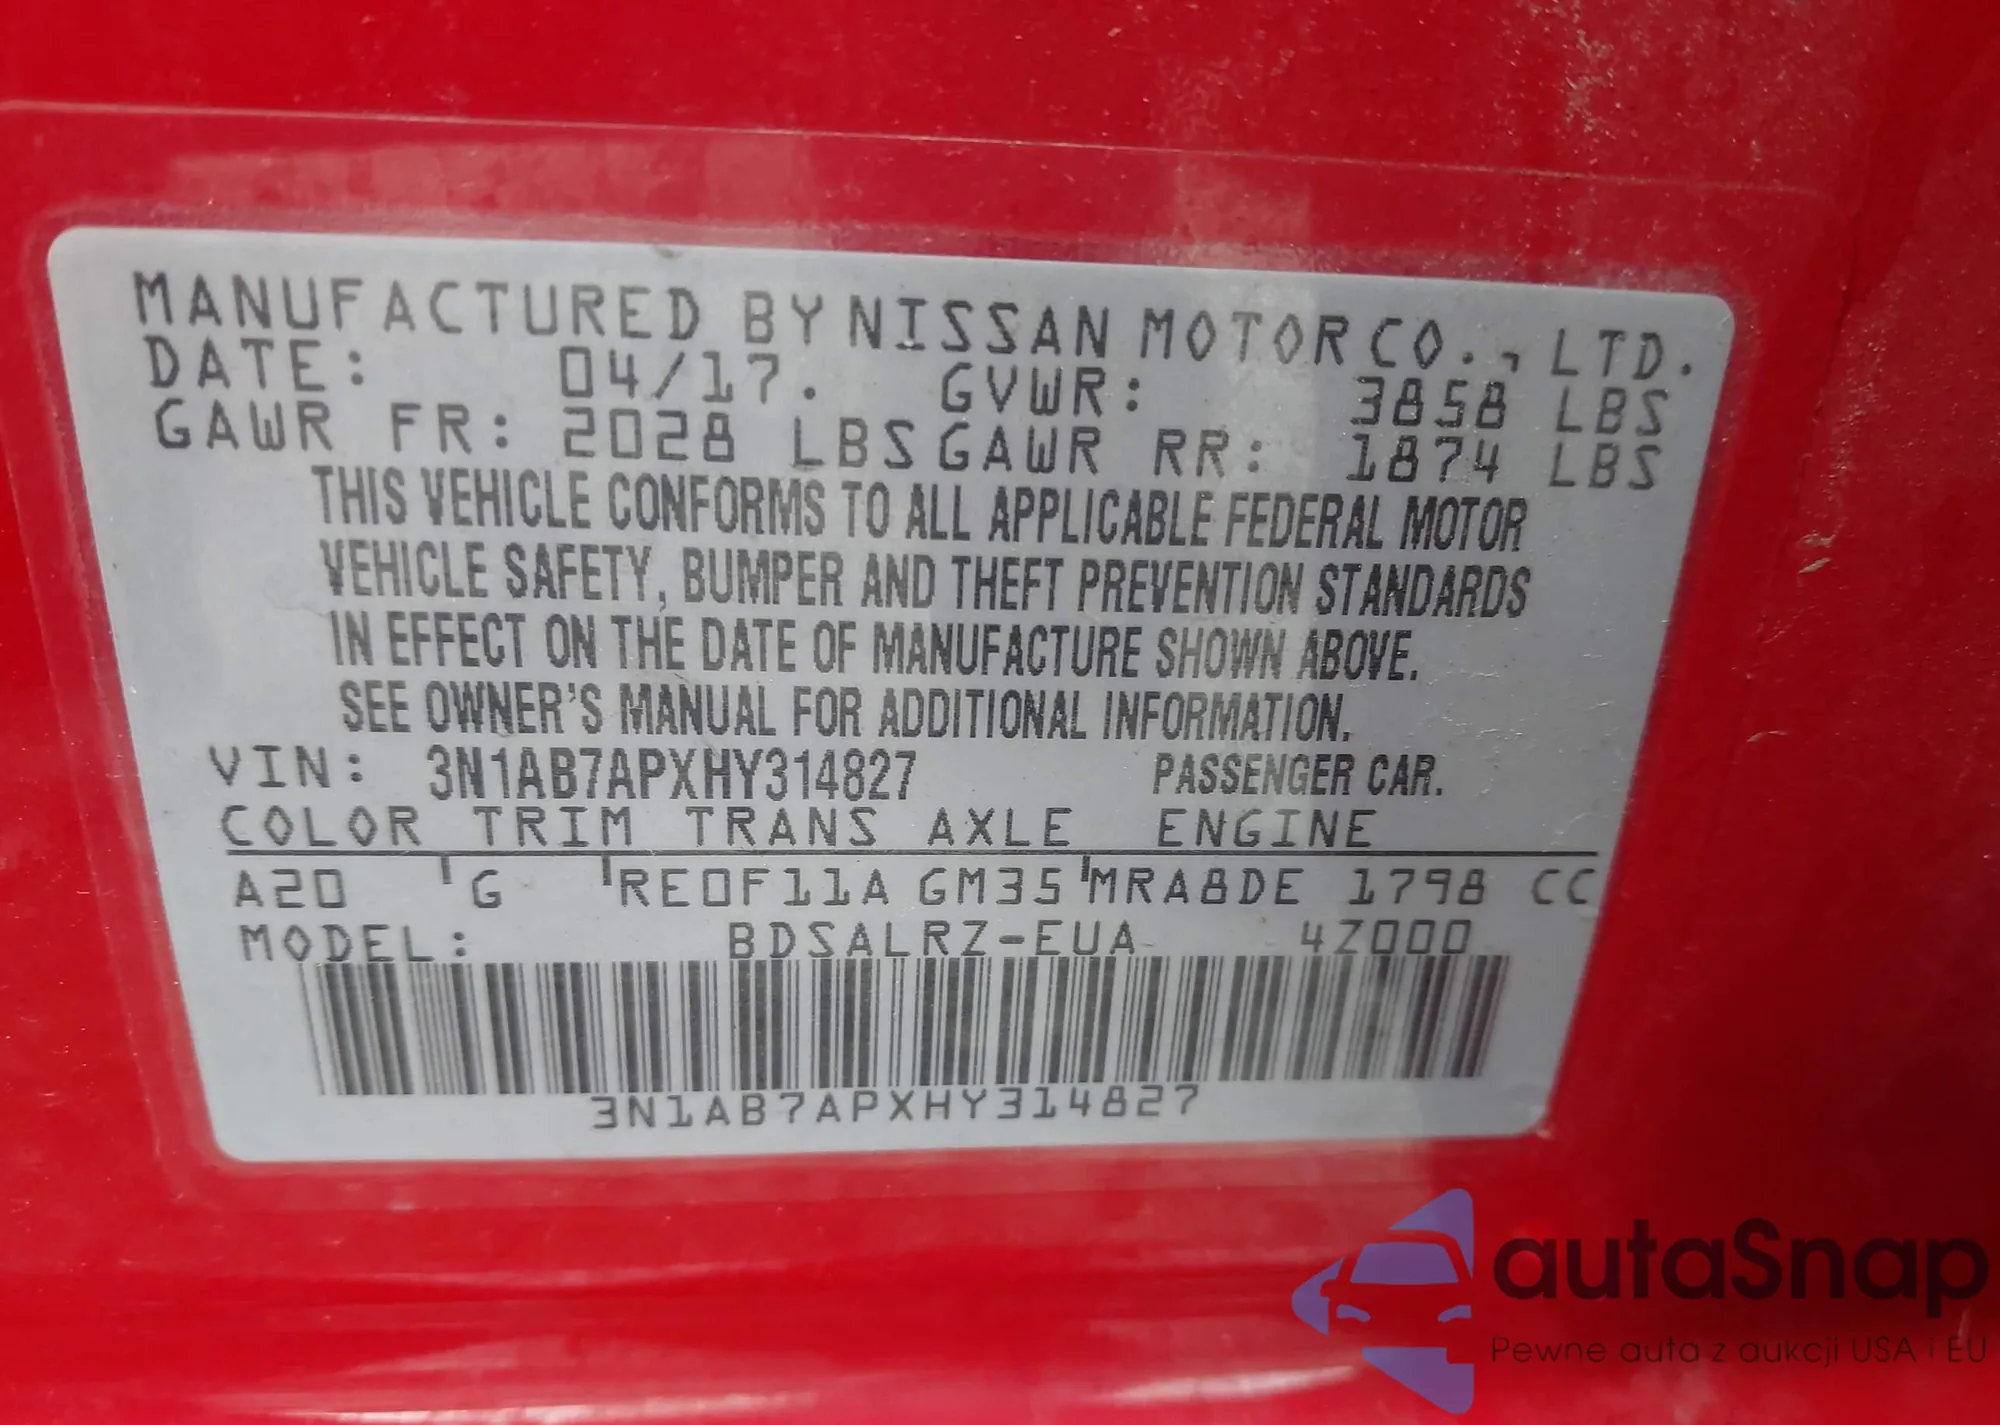 MANUFACTURED BY NISSAN MOTOR CO., LTD.
DATE: 04/17. GVWR: 3858 LBS
GAWR FR: 2028 LBS GAWR RR: 1874 LBS
THIS VEHICLE CONFORMS TO ALL APPLICABLE FEDERAL MOTOR
VEHICLE SAFETY, BUMPER AND THEFT PREVENTION STANDARDS
IN EFFECT ON THE DATE OF MANUFACTURE SHOWN ABOVE.
SEE OWNER'S MANUAL FOR ADDITIONAL INFORMATION.
VIN: 3N1AB7APXHY314827 PASSENGER CAR.
COLOR TRIM TRANS AXLE ENGINE
A20 G RE0F11A GM35 MRA8DE 1798 CC
MODEL: BDSALRZ-EUA 4Z000
3N1AB7APXHY314827
autaSnap
Pewne auta z aukcji USA i EU